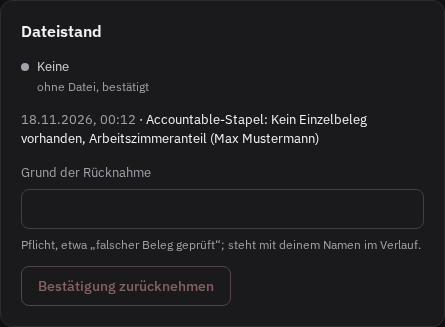 Dateistand
Keine
ohne Datei, bestätigt
18.11.2026, 00:12 · Accountable-Stapel: Kein Einzelbeleg
vorhanden, Arbeitszimmeranteil (Max Mustermann)
Grund der Rücknahme
Pflicht, etwa „falscher Beleg geprüft“; steht mit deinem Namen im Verlauf.
Bestätigung zurücknehmen